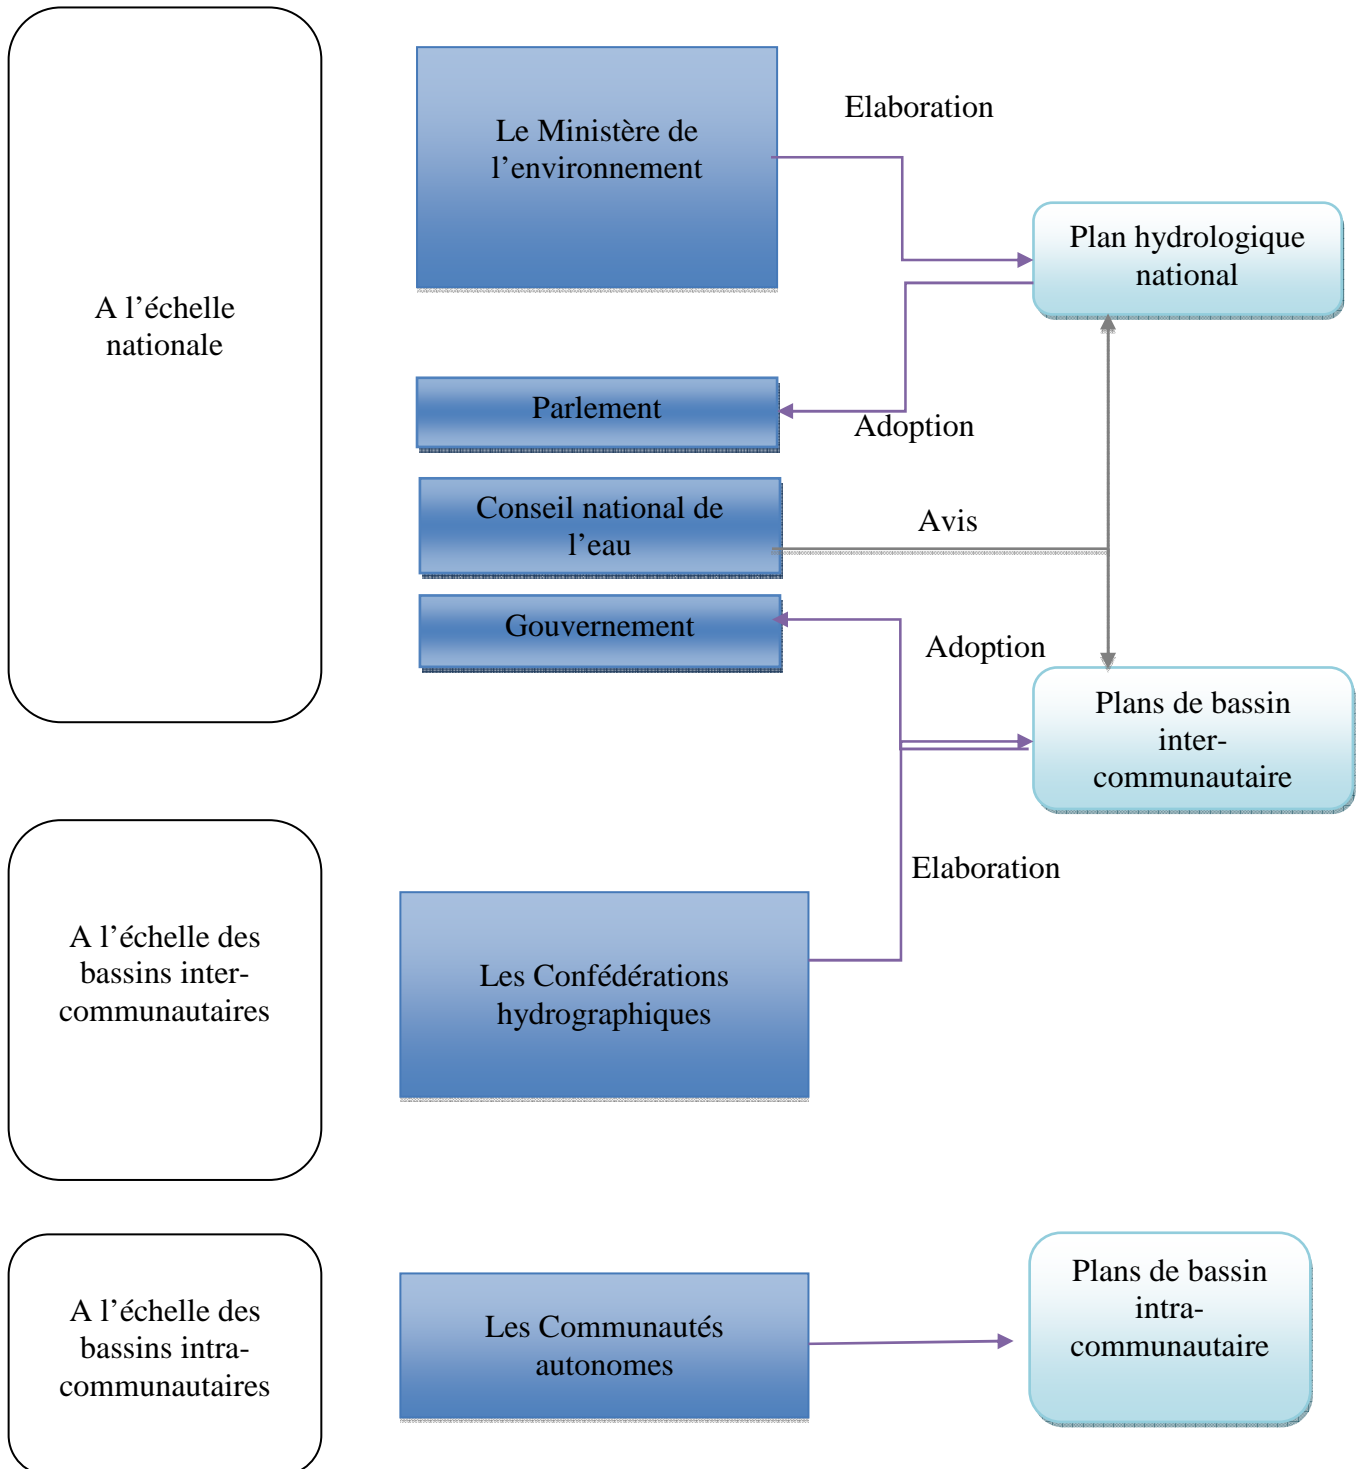 A l’échelle
nationale
Le Ministère de
l’environnement
Elaboration
Plan hydrologique
national
Parlement
Adoption
Conseil national de
l’eau
Avis
Gouvernement
Adoption
Plans de bassin
inter-
communautaire
A l’échelle des
bassins inter-
communautaires
Les Confédérations
hydrographiques
Elaboration
A l’échelle des
bassins intra-
communautaires
Les Communautés
autonomes
Plans de bassin
intra-
communautaire